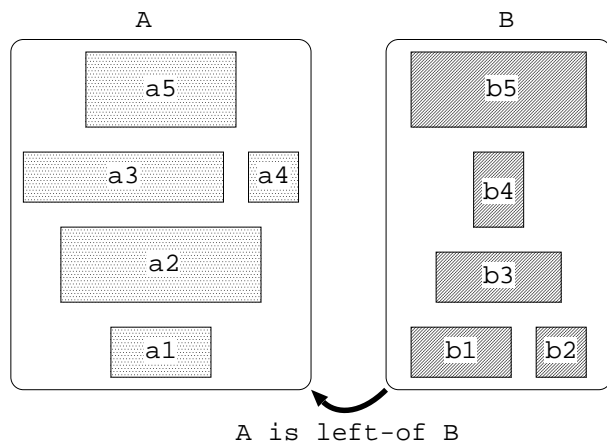 A B
a5 b5
a3 a4 b4
a2 b3
a1 b1 b2
A is left-of B